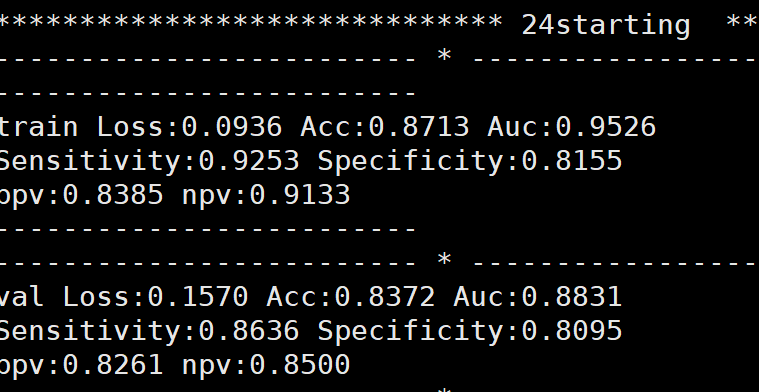 ***************************** 24starting **
------------------------- * -----------------
-------------------------
train Loss:0.0936 Acc:0.8713 Auc:0.9526
Sensitivity:0.9253 Specificity:0.8155
ppv:0.8385 npv:0.9133
-------------------------
------------------------- * -----------------
val Loss:0.1570 Acc:0.8372 Auc:0.8831
Sensitivity:0.8636 Specificity:0.8095
ppv:0.8261 npv:0.8500
*